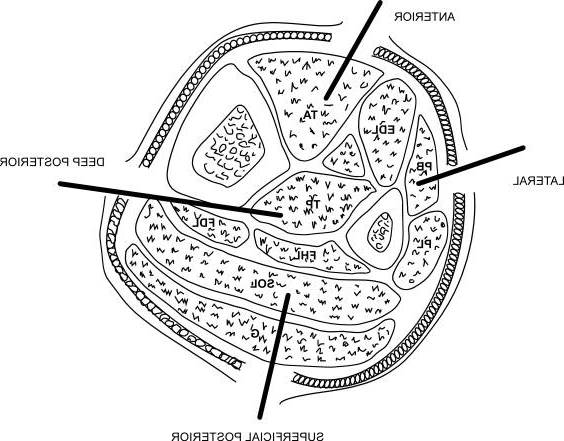 ANTERIOR
TA
EDL
PB
DEEP POSTERIOR
LATERAL
TP
FDL
PL
FHL
SOL
G
SUPERFICIAL POSTERIOR